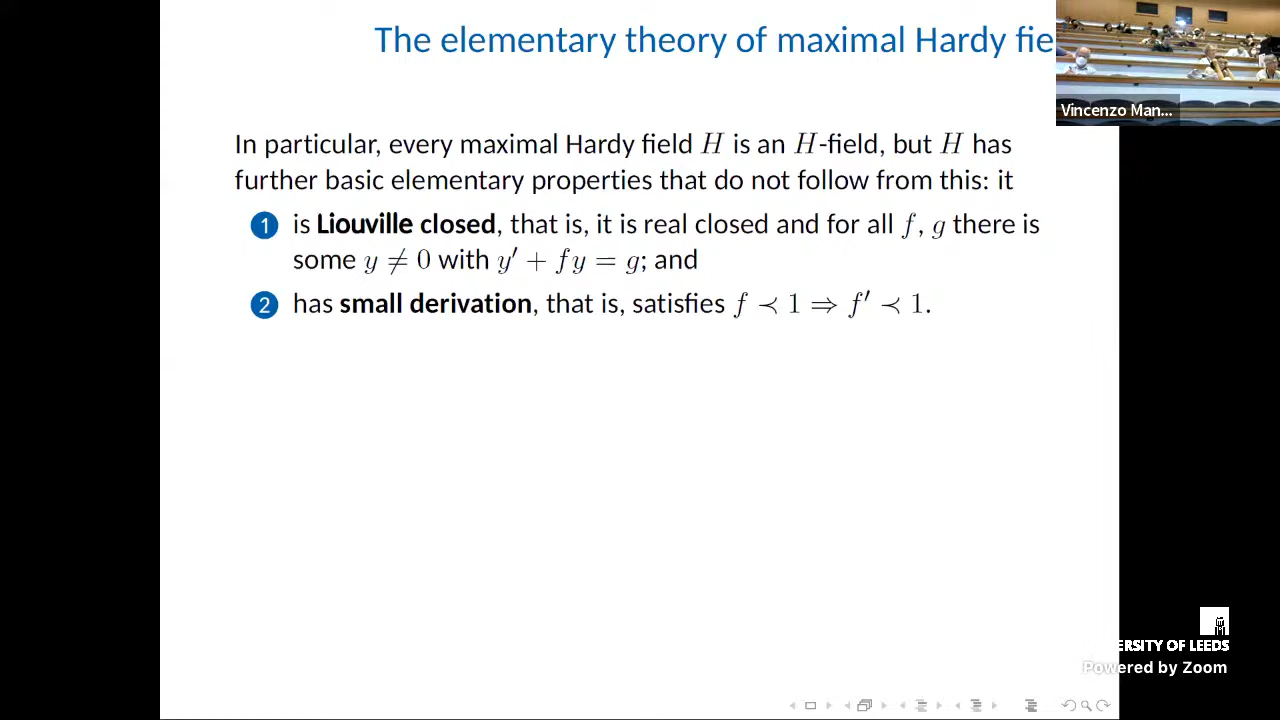 The elementary theory of maximal Hardy fie
Vincenzo Man...
In particular, every maximal Hardy field H is an H-field, but H has
further basic elementary properties that do not follow from this: it
1 is Liouville closed, that is, it is real closed and for all f, g there is
some y ≠ 0 with y′ + fy = g; and
2 has small derivation, that is, satisfies f ≺ 1 ⇒ f′ ≺ 1.
ERSITY OF LEEDS
Powered by Zoom